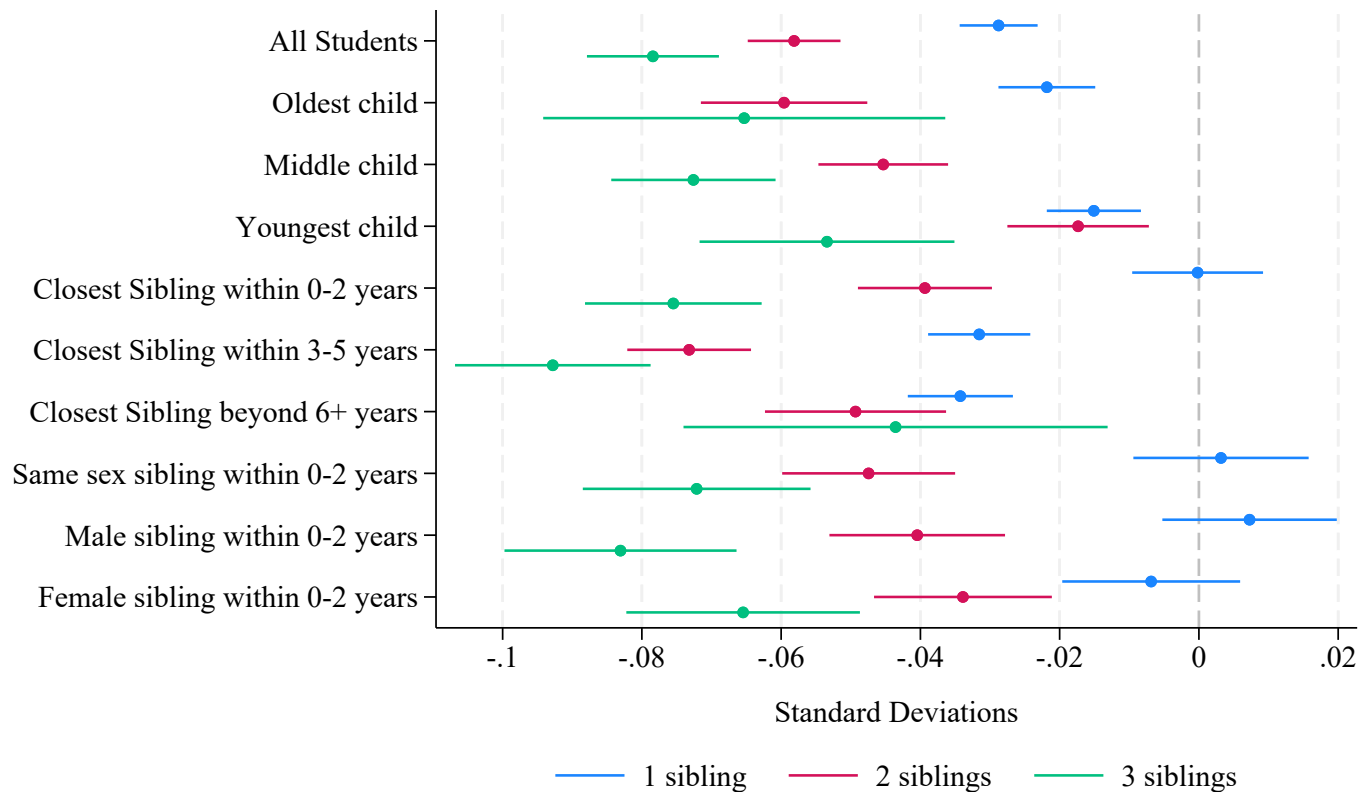 All Students
Oldest child
Middle child
Youngest child
Closest Sibling within 0-2 years
Closest Sibling within 3-5 years
Closest Sibling beyond 6+ years
Same sex sibling within 0-2 years
Male sibling within 0-2 years
Female sibling within 0-2 years
-.1 -.08 -.06 -.04 -.02 0 .02
Standard Deviations
1 sibling 2 siblings 3 siblings